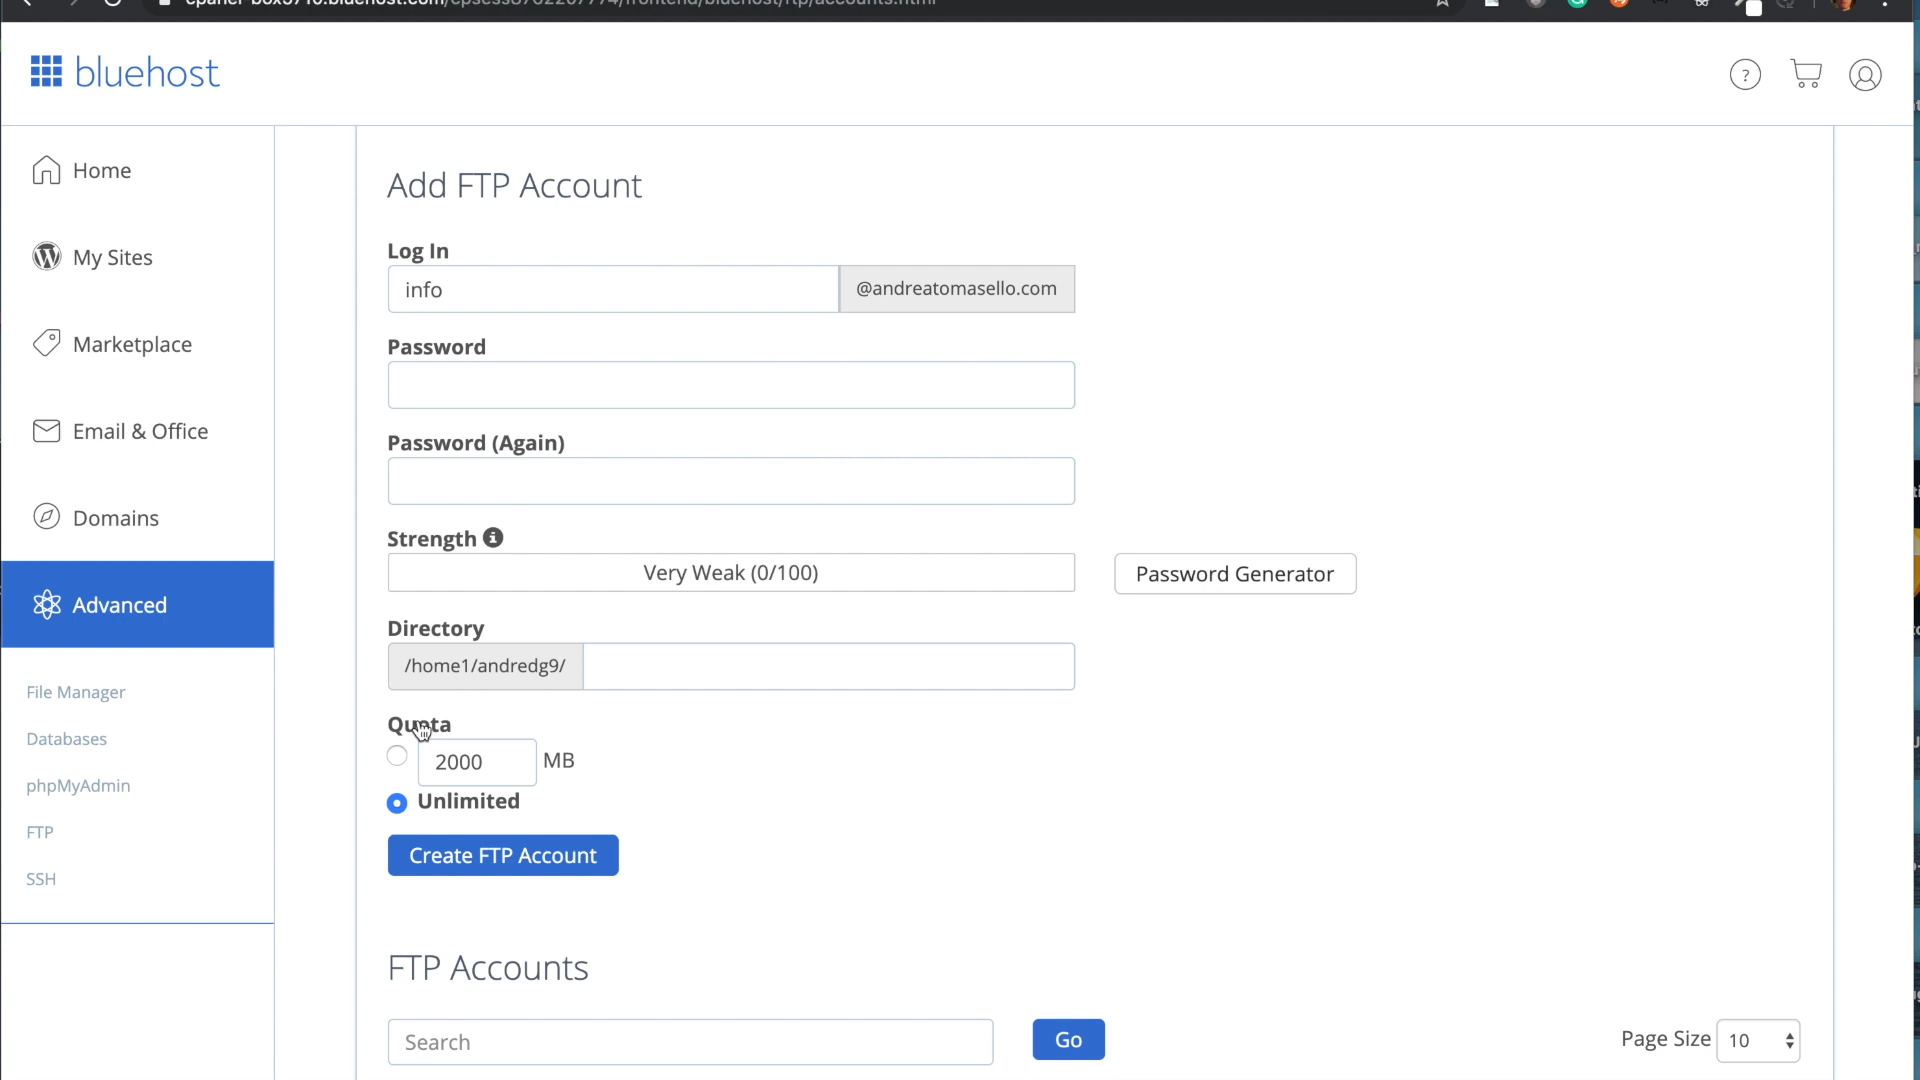 bluehost
Home
My Sites
Marketplace
Email & Office
Domains
Advanced
File Manager
Databases
phpMyAdmin
FTP
SSH
Add FTP Account
Log In
info @andreatomasello.com
Password
Password (Again)
Strength
Very Weak (0/100) Password Generator
Directory
/home1/andredg9/
Quota
2000 MB
Unlimited
Create FTP Account
FTP Accounts
Search Go Page Size 10